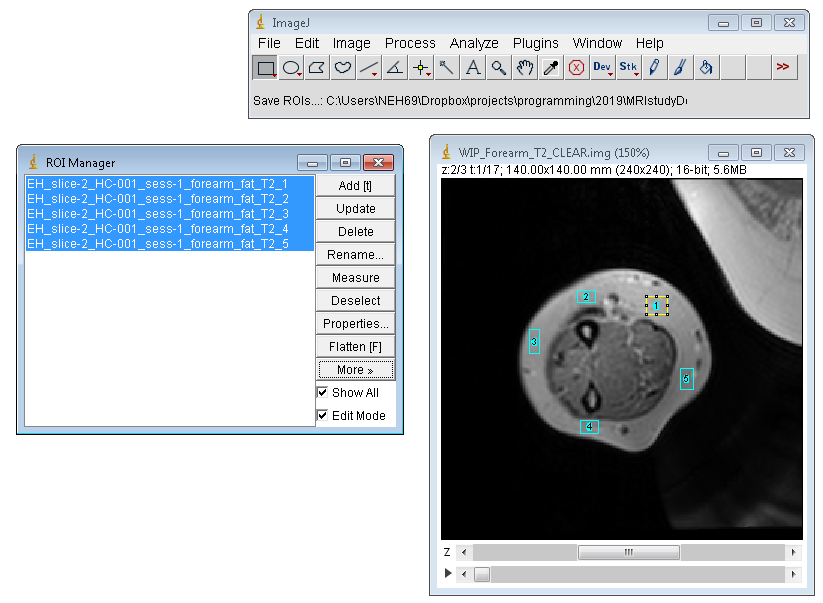 ImageJ
File Edit Image Process Analyze Plugins Window Help
Dev Stk >>
Save ROIs...: C:\Users\NEH69\Dropbox\projects\programming\2019\MRIstudyDo
ROI Manager
EH_slice-2_HC-001_sess-1_forearm_fat_T2_1
EH_slice-2_HC-001_sess-1_forearm_fat_T2_2
EH_slice-2_HC-001_sess-1_forearm_fat_T2_3
EH_slice-2_HC-001_sess-1_forearm_fat_T2_4
EH_slice-2_HC-001_sess-1_forearm_fat_T2_5
Add [t]
Update
Delete
Rename...
Measure
Deselect
Properties...
Flatten [F]
More »
Show All
Edit Mode
WIP_Forearm_T2_CLEAR.img (150%)
z:2/3 t:1/17; 140.00x140.00 mm (240x240); 16-bit; 5.6MB
2
1
3
5
4
Z